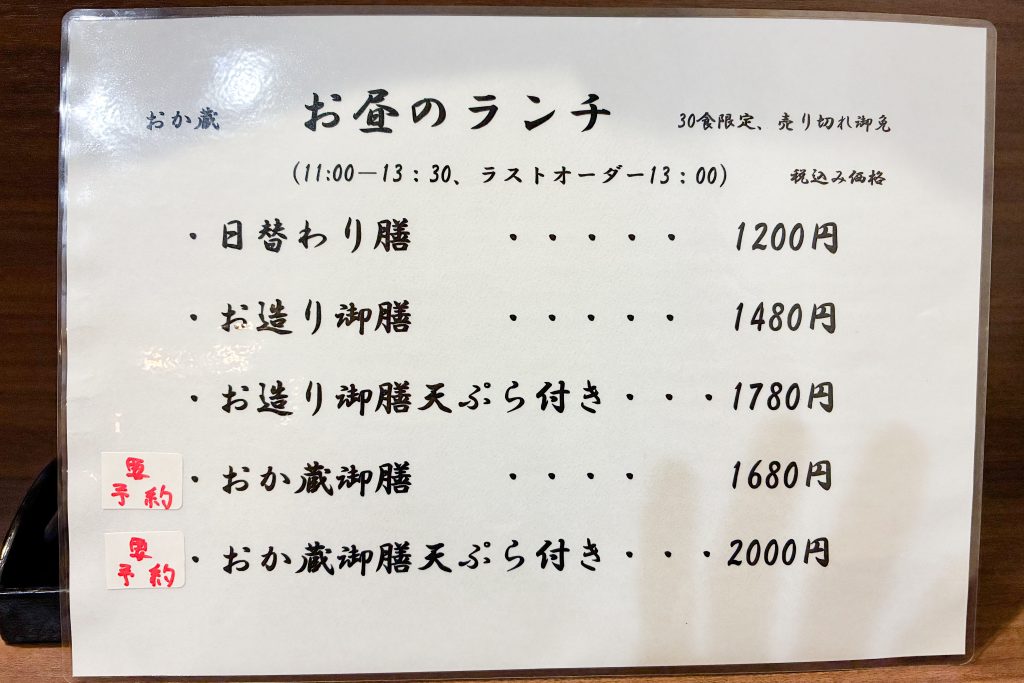 おか蔵 お昼のランチ 30食限定、売り切れ御免
(11:00－13：30、ラストオーダー13：00) 税込み価格
・日替わり膳 ・・・・・ 1200円
・お造り御膳 ・・・・・ 1480円
・お造り御膳天ぷら付き・・・1780円
要
予約
・おか蔵御膳 ・・・・ 1680円
要
予約
・おか蔵御膳天ぷら付き・・・2000円